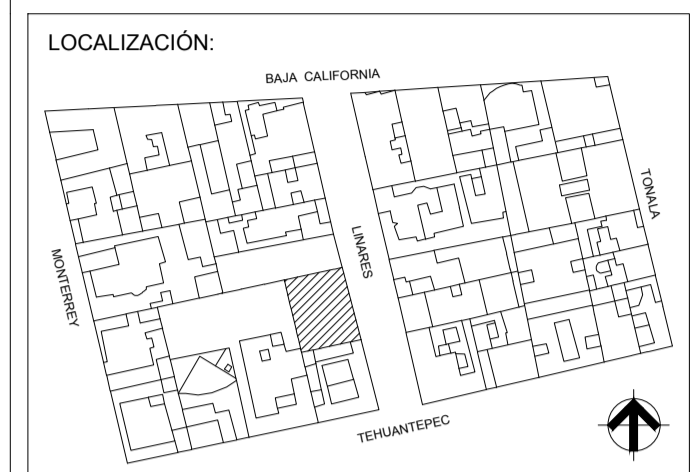 LOCALIZACIÓN:
BAJA CALIFORNIA
TONALA
LINARES
MONTERREY
TEHUANTEPEC